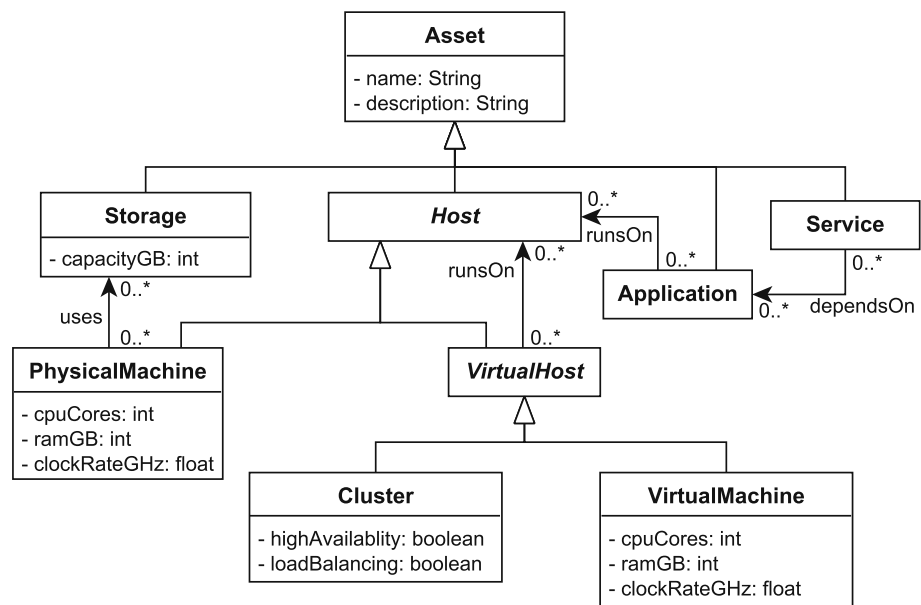 Asset
- name: String
- description: String
Storage
- capacityGB: int
Host
0..*
runsOn
0..*
Service
0..*
Application
0..*
dependsOn
0..*
runsOn
0..*
0..*
uses
0..*
PhysicalMachine
- cpuCores: int
- ramGB: int
- clockRateGHz: float
VirtualHost
Cluster
- highAvailablity: boolean
- loadBalancing: boolean
VirtualMachine
- cpuCores: int
- ramGB: int
- clockRateGHz: float